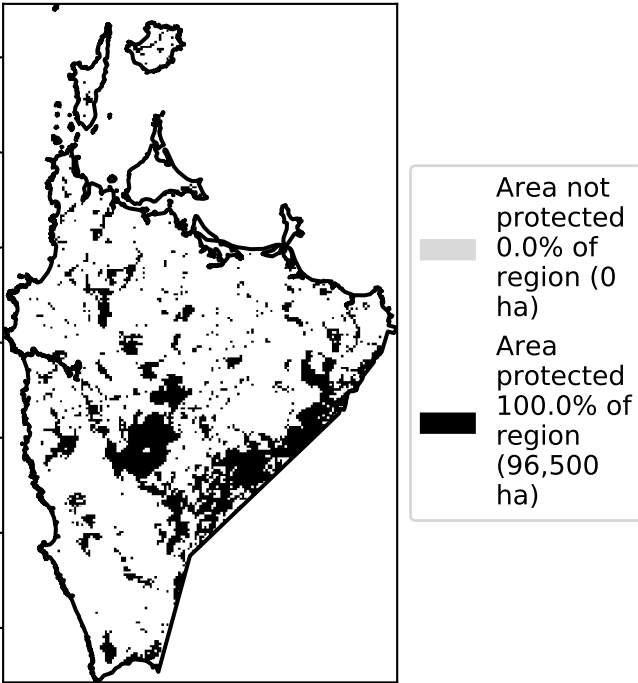 Area not
protected
0.0% of
region (0
ha)
Area
protected
100.0% of
region
(96,500
ha)